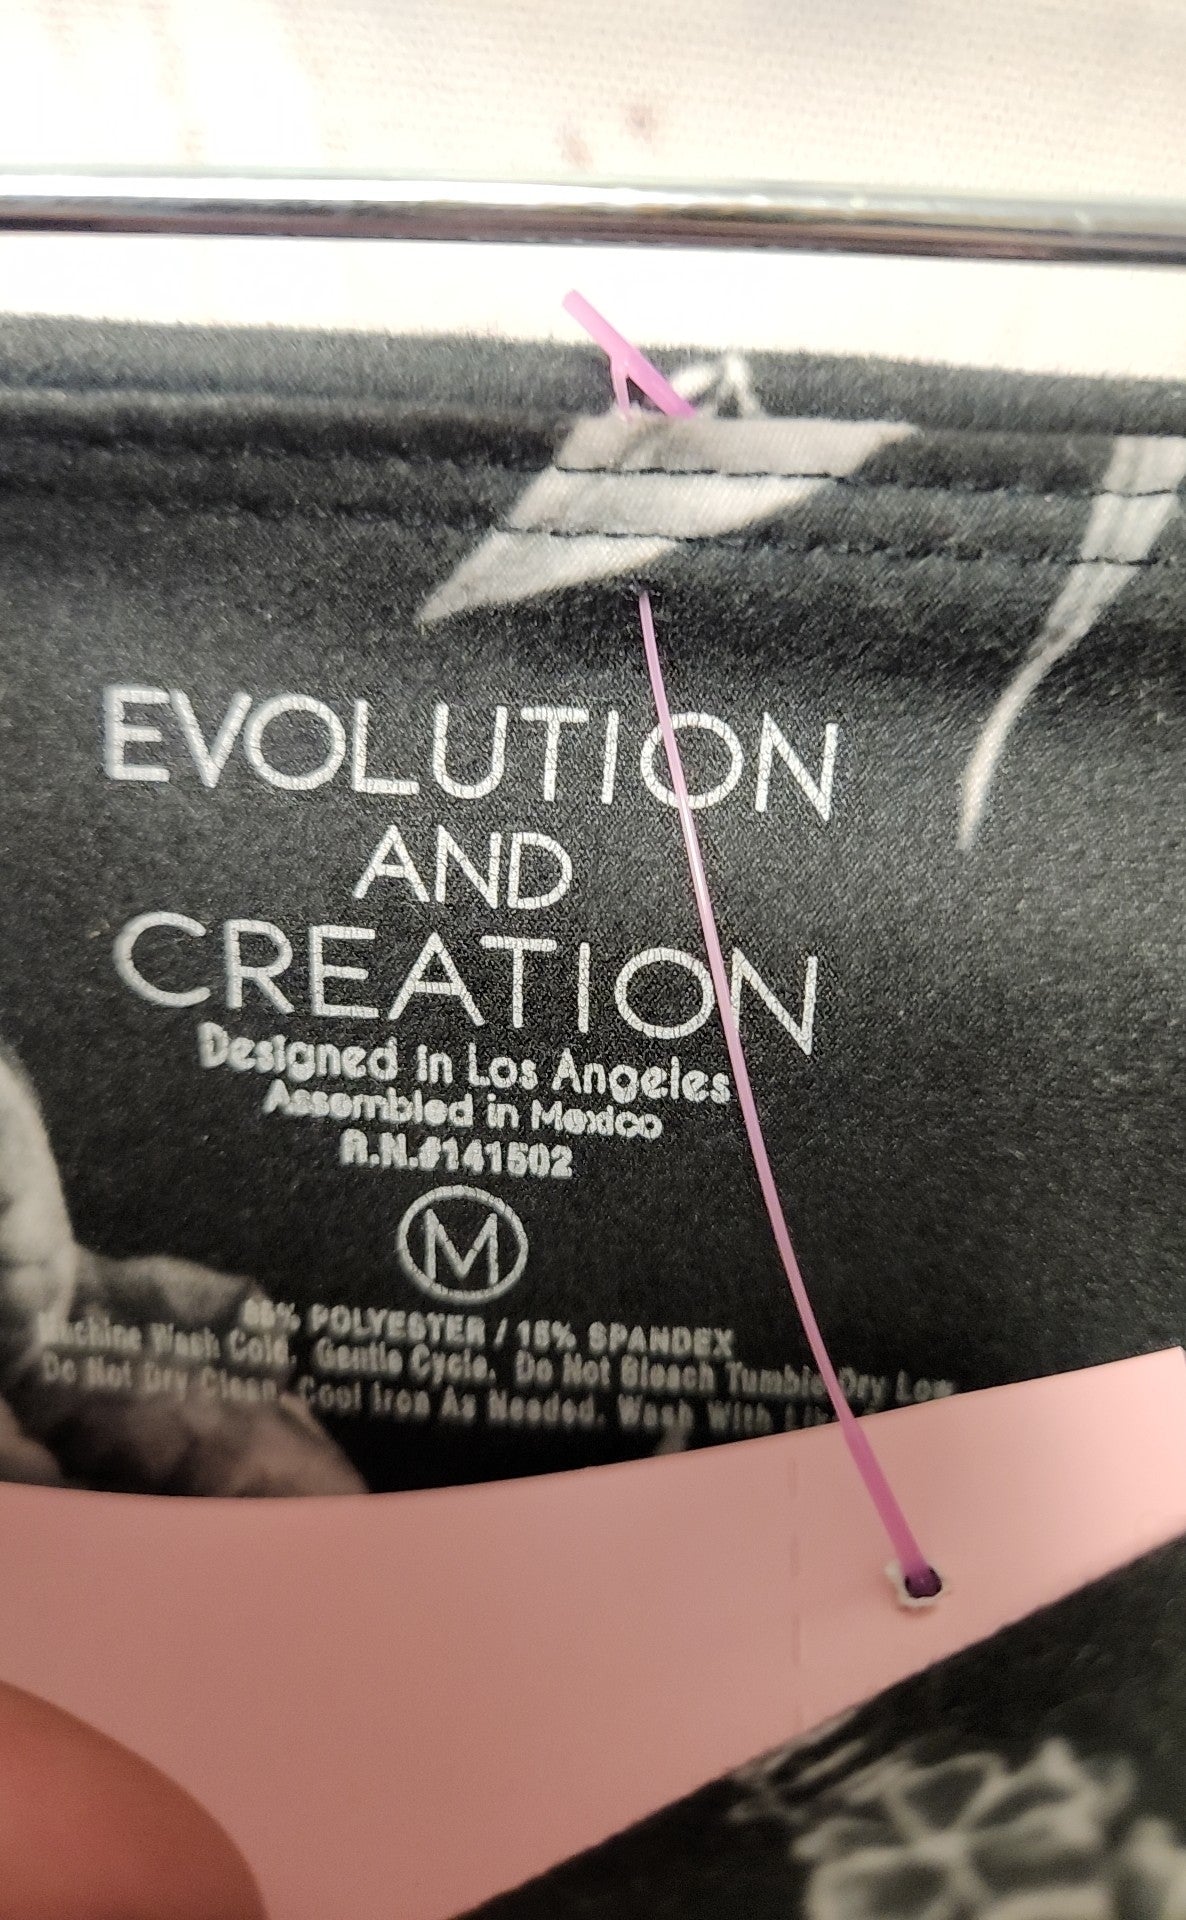 EVOLUTION
AND
CREATION
Designed in Los Angeles
Assembled in Mexico
R.N.#141502
M
% POLYESTER / 15% SPANDEX
Machine Wash Cold. Gentle Cycle. Do Not Bleach Tumble Dry Low
Do Not Dry Clean. Cool Iron As Needed. Wash With